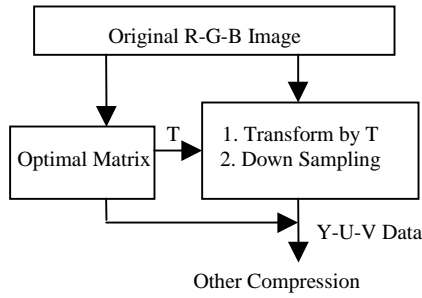 Original R-G-B Image
T
Optimal Matrix
1. Transform by T
2. Down Sampling
Y-U-V Data
Other Compression